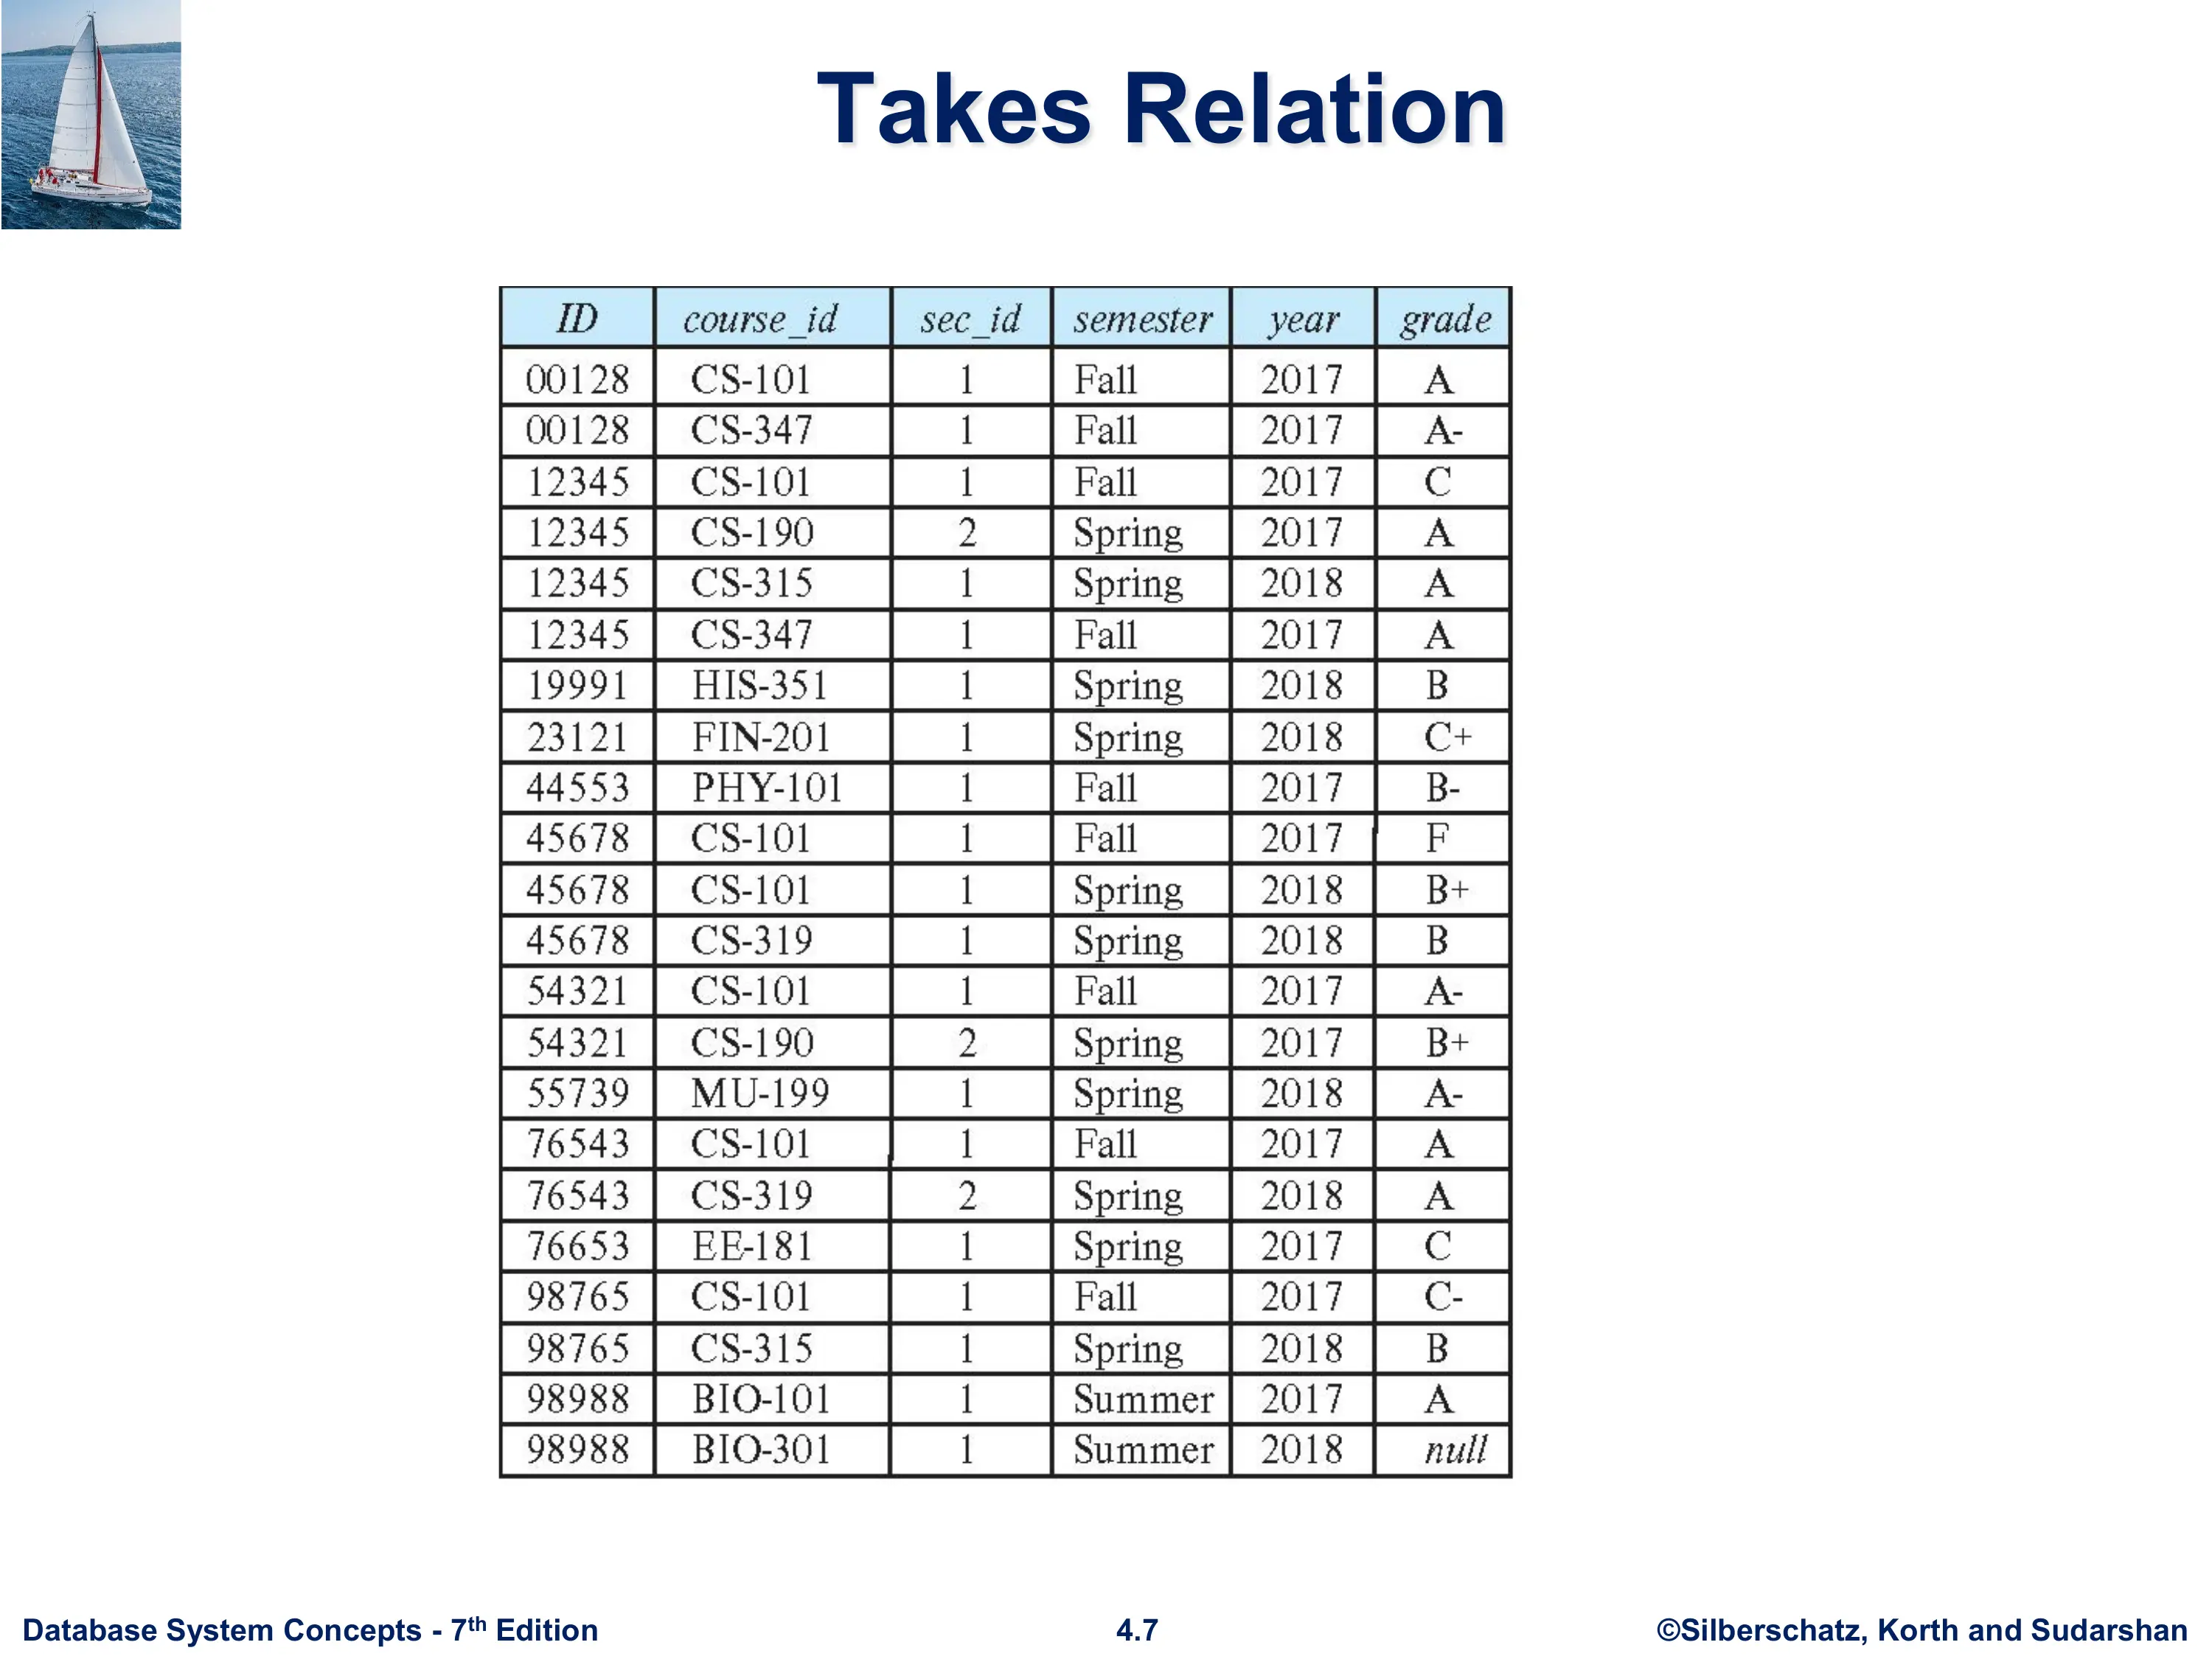 Takes Relation
ID course_id sec_id semester year grade
00128 CS-101 1 Fall 2017 A
00128 CS-347 1 Fall 2017 A-
12345 CS-101 1 Fall 2017 C
12345 CS-190 2 Spring 2017 A
12345 CS-315 1 Spring 2018 A
12345 CS-347 1 Fall 2017 A
19991 HIS-351 1 Spring 2018 B
23121 FIN-201 1 Spring 2018 C+
44553 PHY-101 1 Fall 2017 B-
45678 CS-101 1 Fall 2017 F
45678 CS-101 1 Spring 2018 B+
45678 CS-319 1 Spring 2018 B
54321 CS-101 1 Fall 2017 A-
54321 CS-190 2 Spring 2017 B+
55739 MU-199 1 Spring 2018 A-
76543 CS-101 1 Fall 2017 A
76543 CS-319 2 Spring 2018 A
76653 EE-181 1 Spring 2017 C
98765 CS-101 1 Fall 2017 C-
98765 CS-315 1 Spring 2018 B
98988 BIO-101 1 Summer 2017 A
98988 BIO-301 1 Summer 2018 null
Database System Concepts - 7th Edition 4.7 ©Silberschatz, Korth and Sudarshan